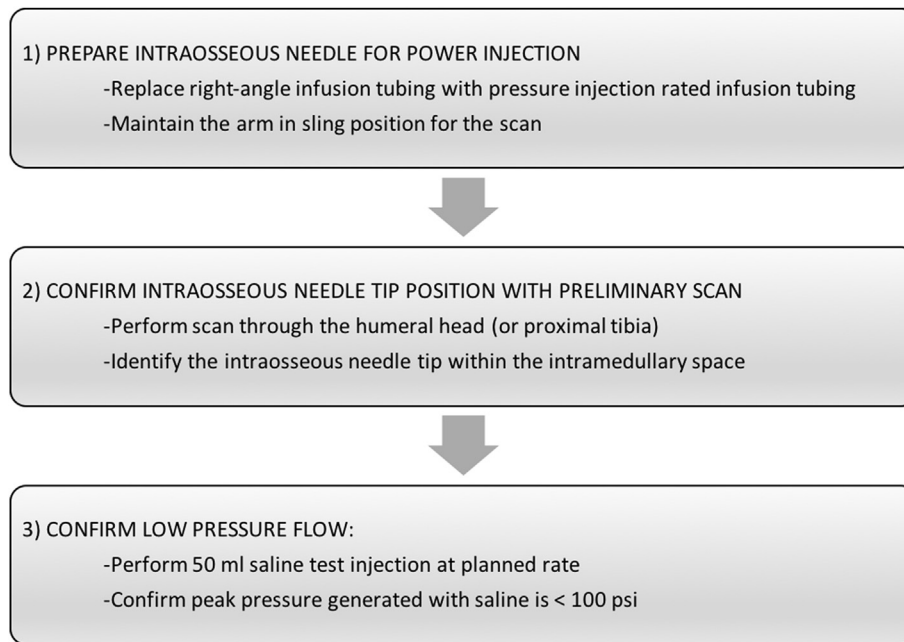 1) PREPARE INTRAOSSEOUS NEEDLE FOR POWER INJECTION
-Replace right-angle infusion tubing with pressure injection rated infusion tubing
-Maintain the arm in sling position for the scan
2) CONFIRM INTRAOSSEOUS NEEDLE TIP POSITION WITH PRELIMINARY SCAN
-Perform scan through the humeral head (or proximal tibia)
-Identify the intraosseous needle tip within the intramedullary space
3) CONFIRM LOW PRESSURE FLOW:
-Perform 50 ml saline test injection at planned rate
-Confirm peak pressure generated with saline is < 100 psi